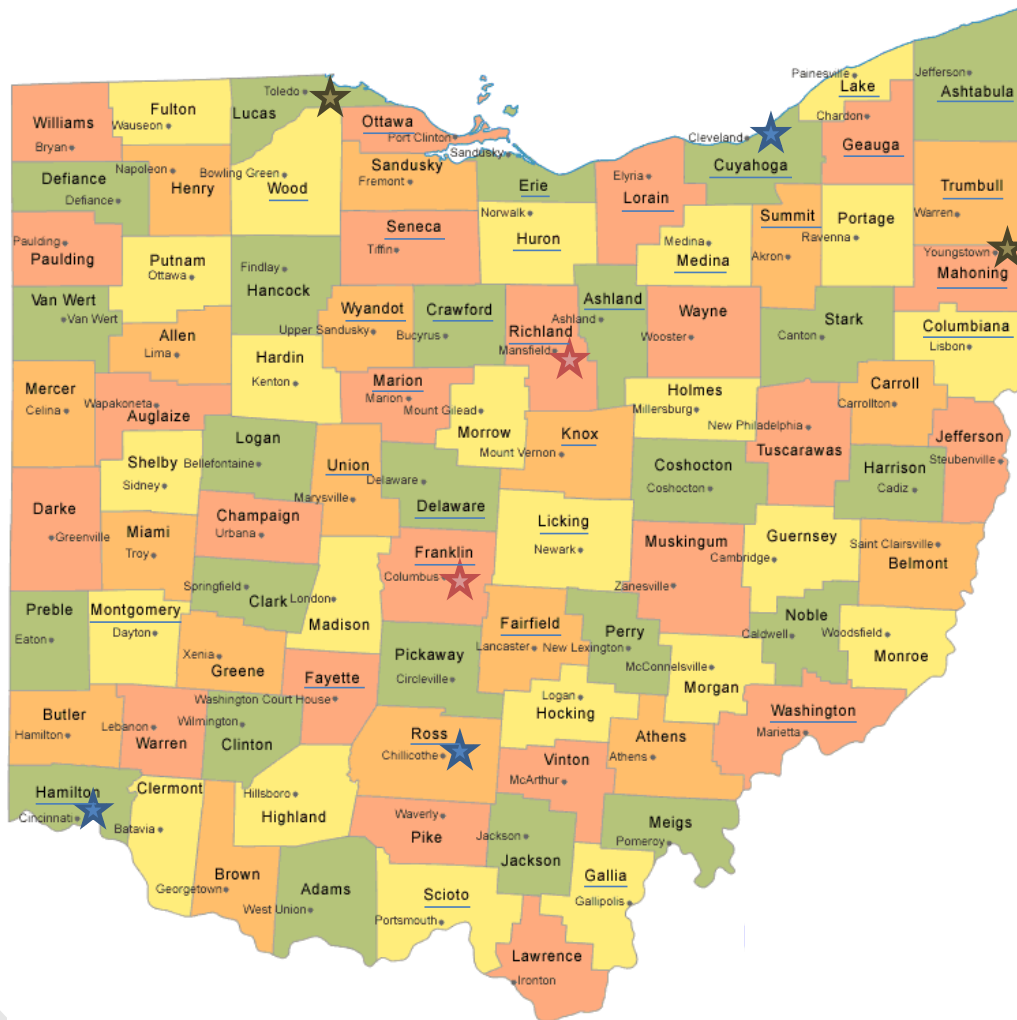 Painesville
Jefferson
Lake
Ashtabula
Toledo
Fulton
Lucas
Williams
Wauseon
Ottawa
Port Clinton
Chardon
Cleveland
Geauga
Bryan
Sandusky
Cuyahoga
Napoleon
Bowling Green
Sandusky
Defiance
Henry
Wood
Fremont
Erie
Elyria
Lorain
Trumbull
Defiance
Norwalk
Summit
Portage
Warren
Seneca
Huron
Medina
Ravenna
Paulding
Paulding
Tiffin
Medina
Akron
Youngstown
Putnam
Ottawa
Findlay
Mahoning
Hancock
Van Wert
Van Wert
Wyandot
Crawford
Ashland
Ashland
Wayne
Stark
Columbiana
Allen
Upper Sandusky
Bucyrus
Richland
Wooster
Canton
Lisbon
Lima
Hardin
Mansfield
Mercer
Kenton
Marion
Marion
Holmes
Carroll
Celina
Wapakoneta
Auglaize
Mount Gilead
Millersburg
Carrollton
Logan
Morrow
Knox
New Philadelphia
Jefferson
Shelby
Bellefontaine
Union
Mount Vernon
Tuscarawas
Steubenville
Sidney
Delaware
Coshocton
Harrison
Marysville
Delaware
Coshocton
Cadiz
Darke
Champaign
Licking
Greenville
Miami
Urbana
Newark
Muskingum
Guernsey
Saint Clairsville
Troy
Franklin
Cambridge
Belmont
Columbus
Springfield
Clark
London
Zanesville
Preble
Montgomery
Madison
Fairfield
Perry
Noble
Eaton
Dayton
Caldwell
Woodsfield
Xenia
Greene
Pickaway
Lancaster
New Lexington
McConnelsville
Monroe
Fayette
Circleville
Morgan
Washington Court House
Logan
Hocking
Washington
Butler
Hamilton
Lebanon
Warren
Wilmington
Clinton
Ross
Chillicothe
Athens
Athens
Marietta
Hamilton
Clermont
Hillsboro
Highland
Vinton
McArthur
Cincinnati
Batavia
Waverly
Pike
Jackson
Jackson
Meigs
Pomeroy
Brown
Georgetown
Adams
West Union
Scioto
Portsmouth
Gallia
Gallipolis
Lawrence
Ironton